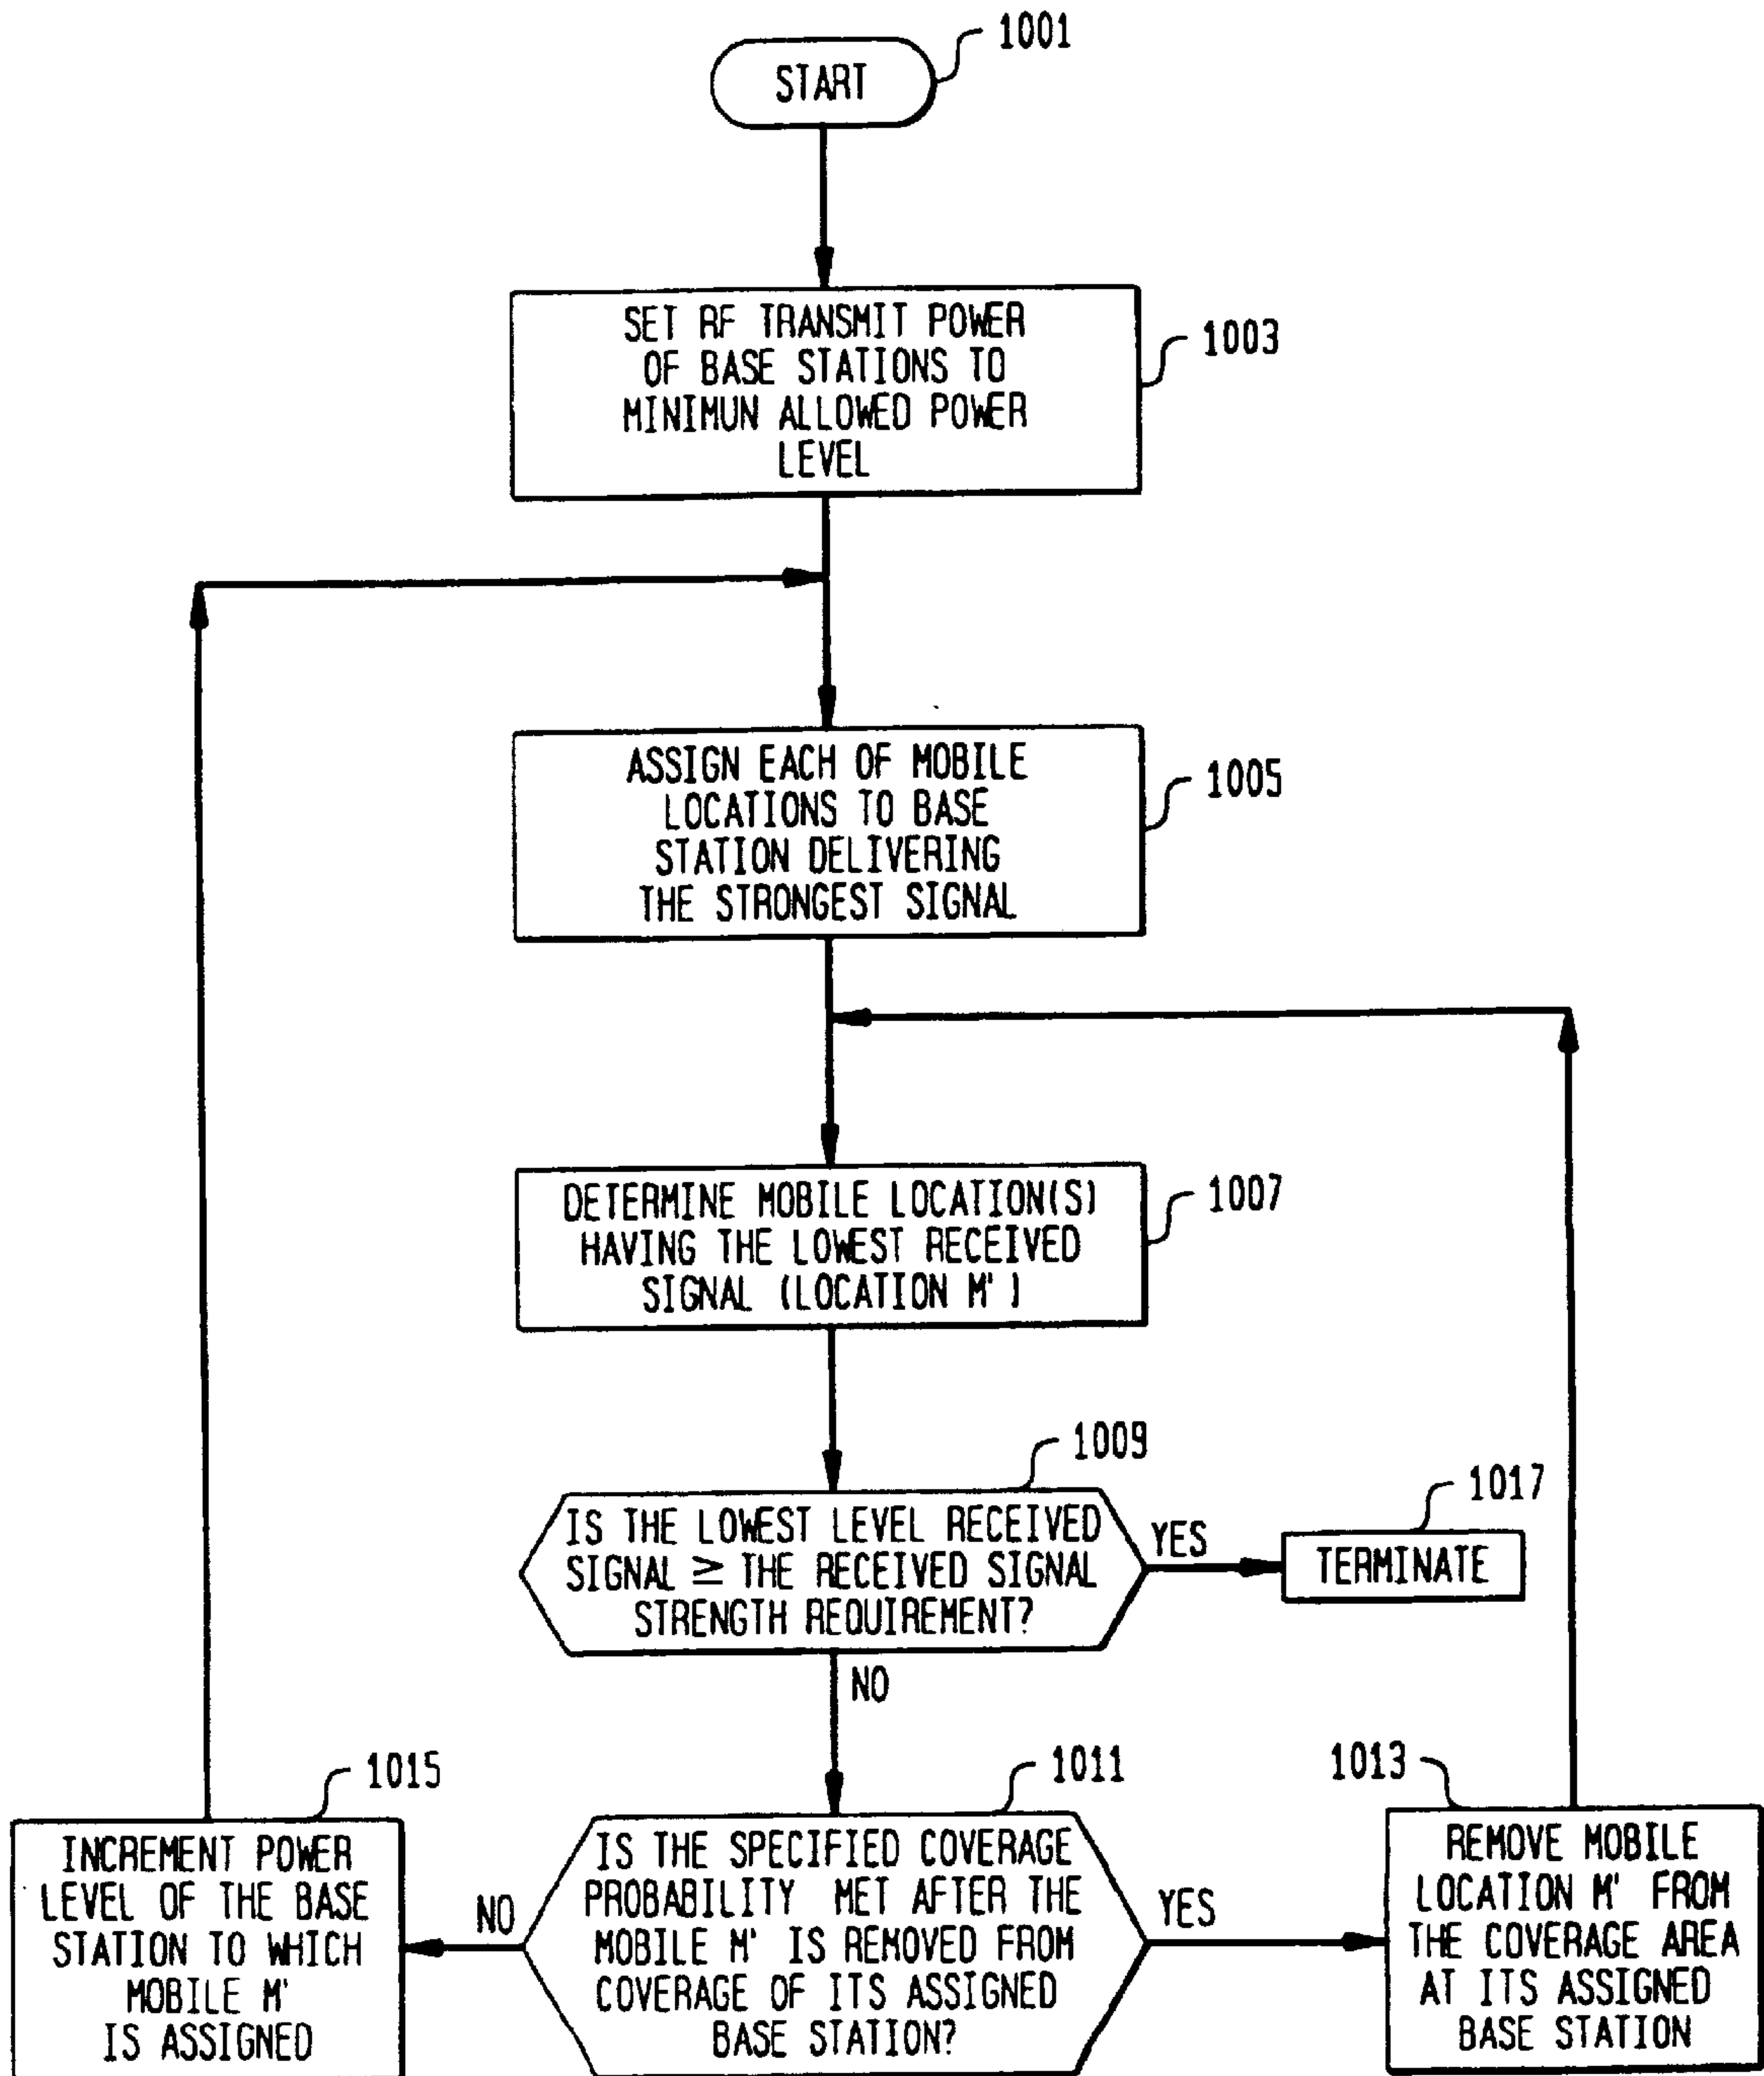 START
1001
SET RF TRANSMIT POWER
OF BASE STATIONS TO
MINIMUN ALLOWED POWER
LEVEL
1003
ASSIGN EACH OF MOBILE
LOCATIONS TO BASE
STATION DELIVERING
THE STRONGEST SIGNAL
1005
DETERMINE MOBILE LOCATION(S)
HAVING THE LOWEST RECEIVED
SIGNAL (LOCATION M')
1007
1009
IS THE LOWEST LEVEL RECEIVED
SIGNAL ≥ THE RECEIVED SIGNAL
STRENGTH REQUIREMENT?
YES
1017
TERMINATE
NO
1015
INCREMENT POWER
LEVEL OF THE BASE
STATION TO WHICH
MOBILE M'
IS ASSIGNED
NO
1011
IS THE SPECIFIED COVERAGE
PROBABILITY MET AFTER THE
MOBILE M' IS REMOVED FROM
COVERAGE OF ITS ASSIGNED
BASE STATION?
YES
1013
REMOVE MOBILE
LOCATION M' FROM
THE COVERAGE AREA
AT ITS ASSIGNED
BASE STATION